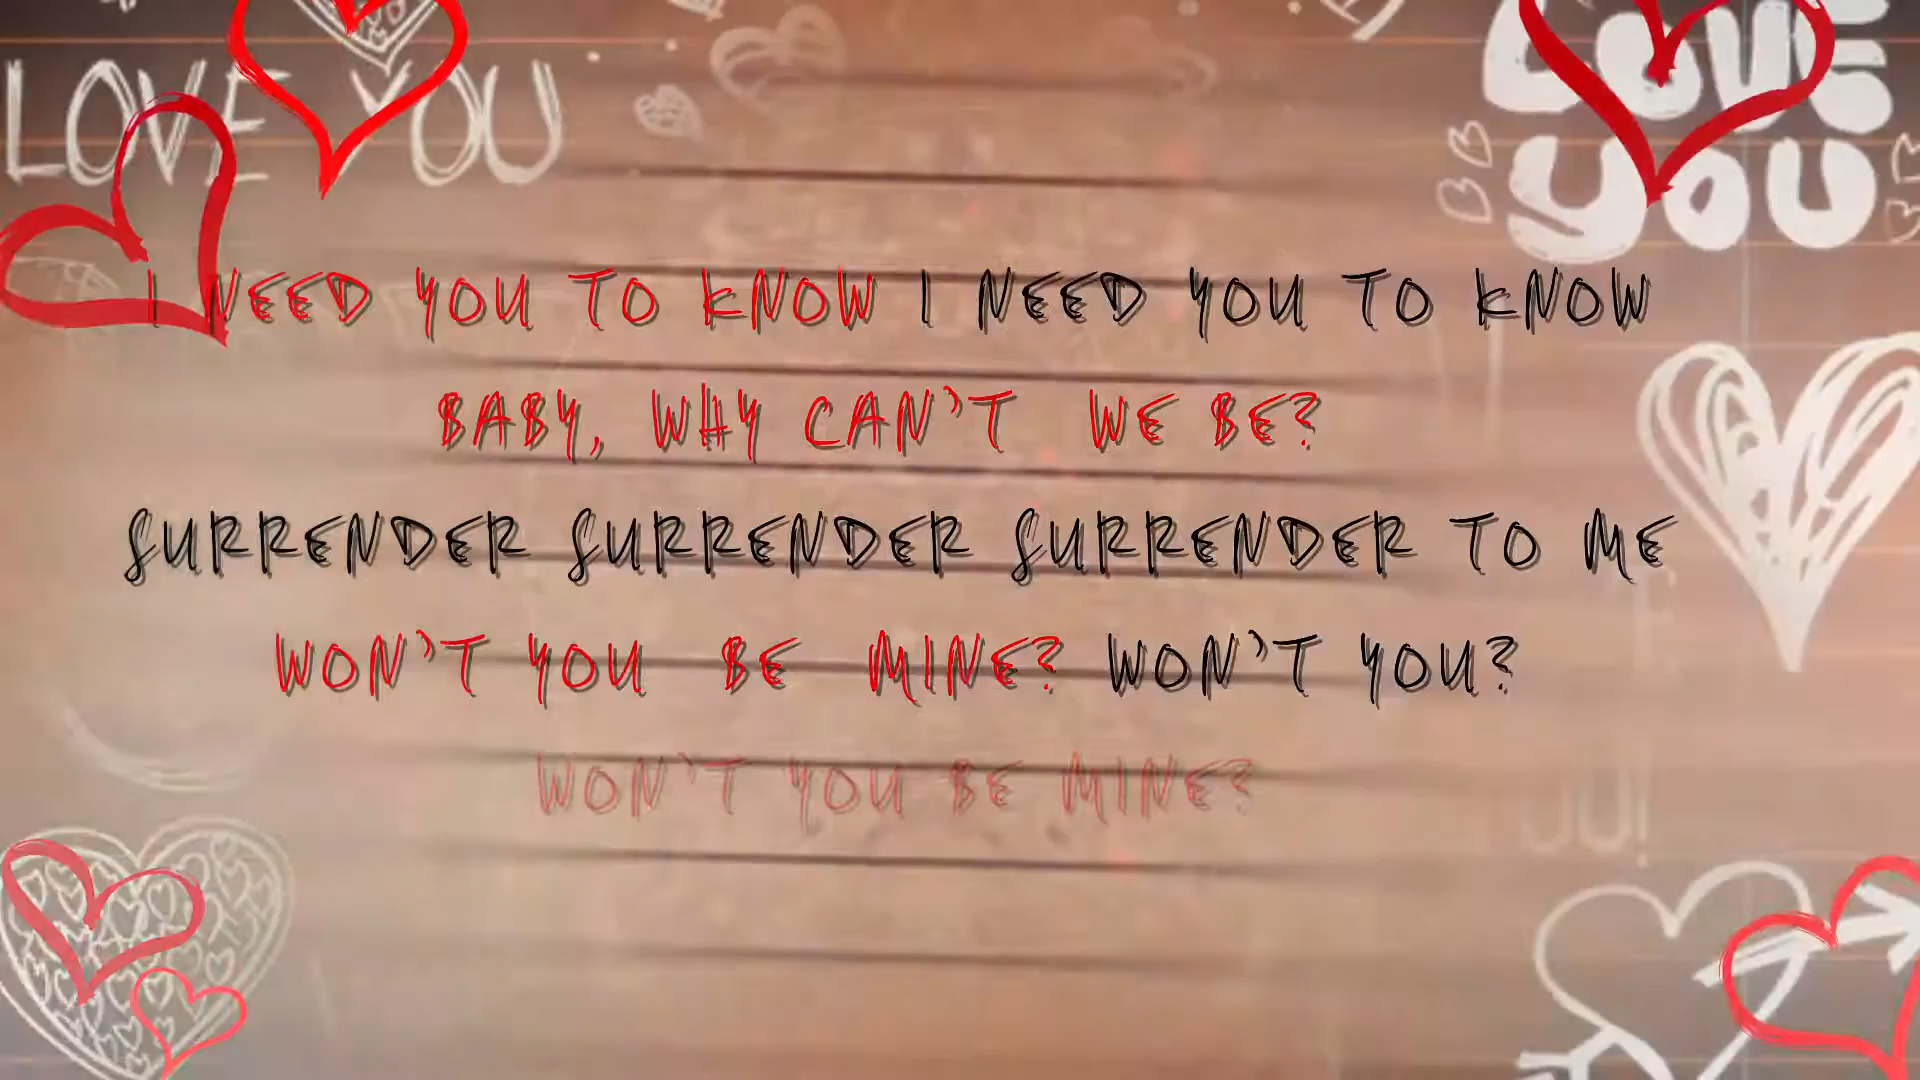 LOVE YOU
LOVE
YOU
I NEED YOU TO KNOW I NEED YOU TO KNOW
BABY, WHY CAN'T WE BE?
SURRENDER SURRENDER SURRENDER TO ME
WON'T YOU BE MINE? WON'T YOU?
WON'T YOU BE MINE?